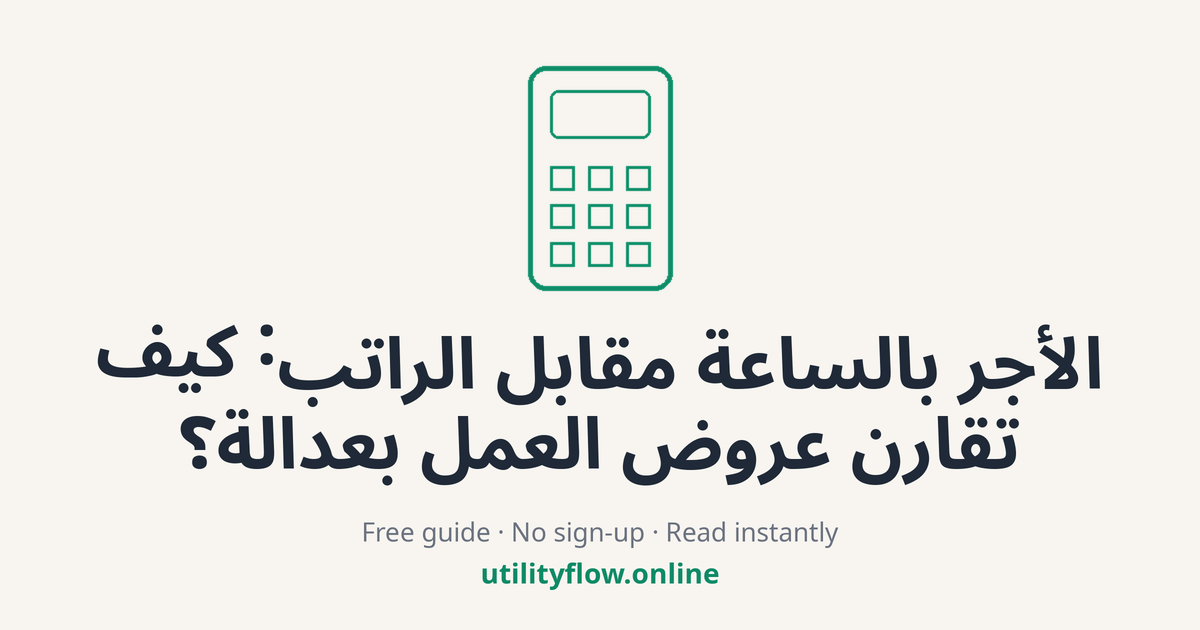 الأجر بالساعة مقابل الراتب: كيف
تقارن عروض العمل بعدالة؟
Free guide · No sign-up · Read instantly
utilityflow.online